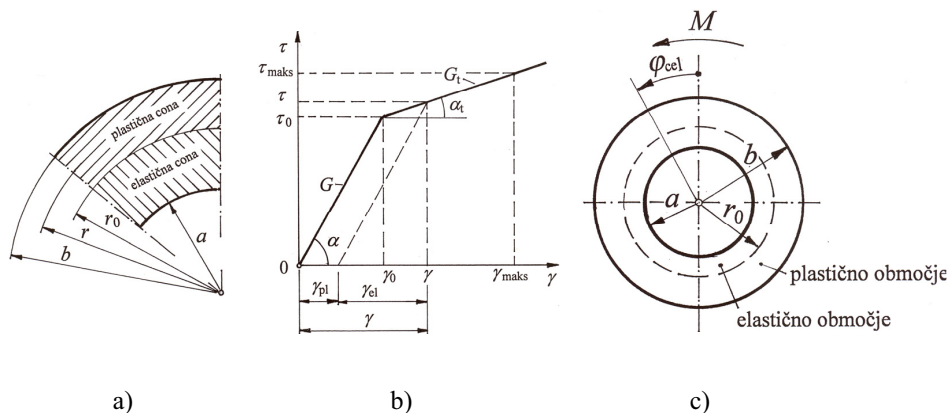 plastična cona
elastična cona
r₀
r
a
b
τ
τmaks
τ
τ₀
G
Gt
αt
α
0
γ₀
γ
γmaks
γ
γpl
γel
γ
M
φcel
b
a
r₀
plastično območje
elastično območje
a)
b)
c)